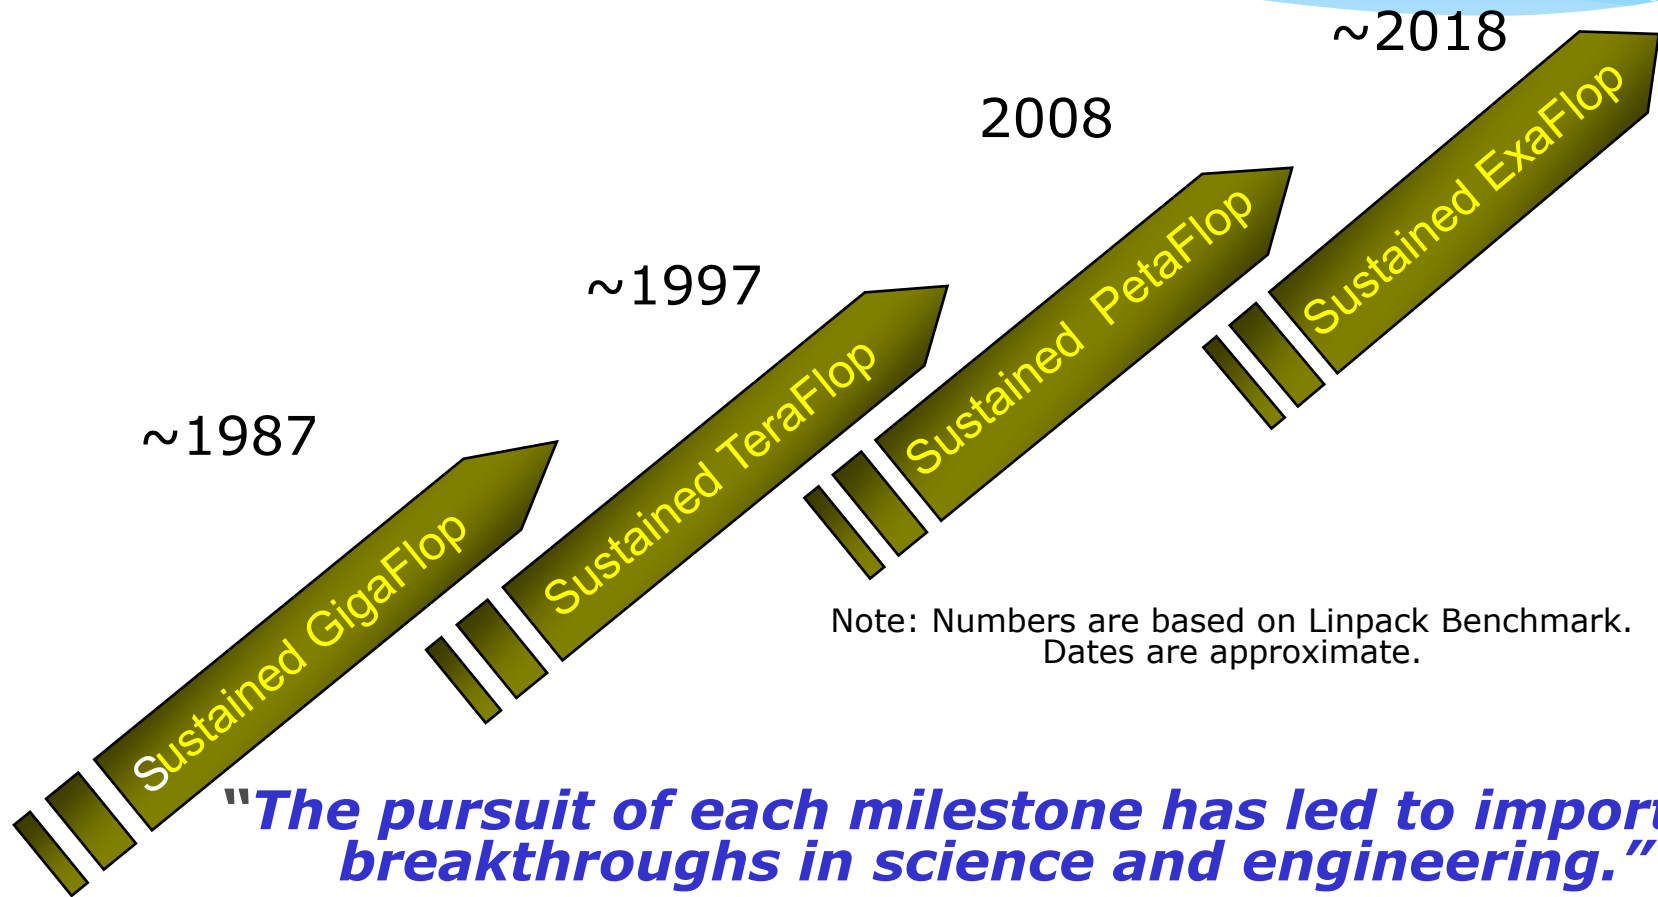 ~2018
2008
~1997
~1987
Sustained ExaFlop
Sustained PetaFlop
Sustained TeraFlop
Sustained GigaFlop
Note: Numbers are based on Linpack Benchmark.
Dates are approximate.
"The pursuit of each milestone has led to
breakthroughs in science and engineering.”